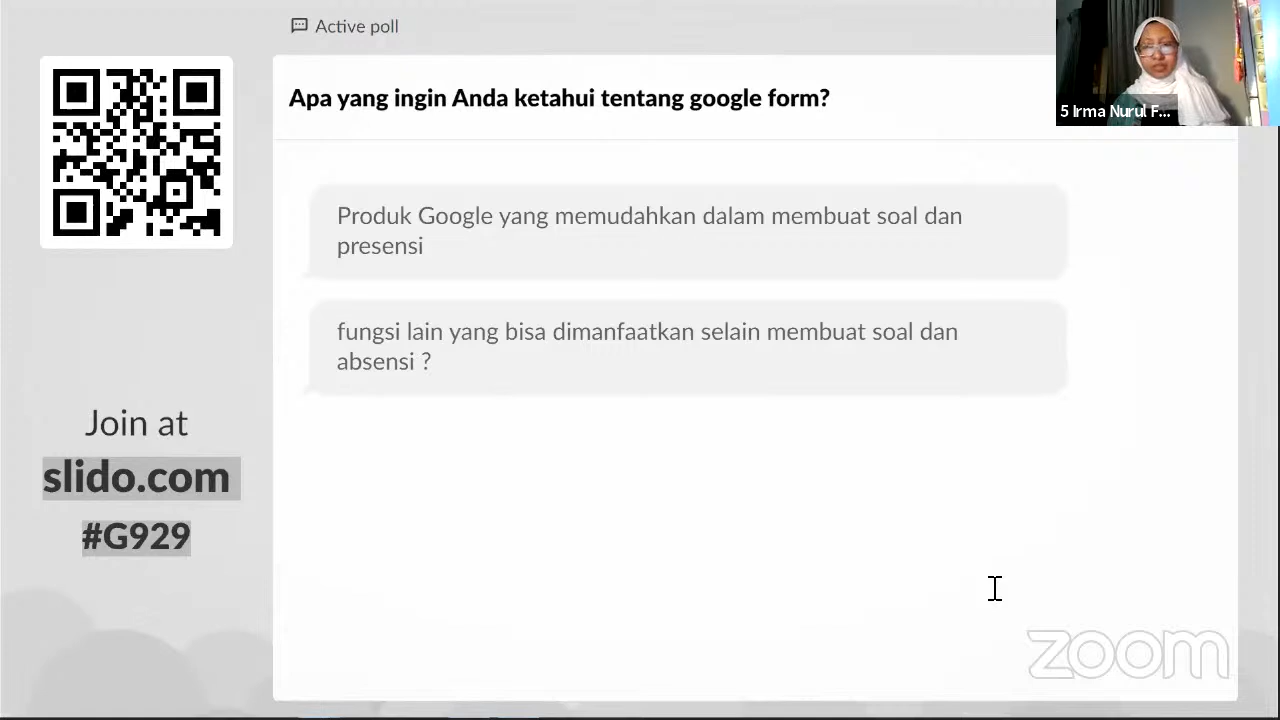 Active poll
Apa yang ingin Anda ketahui tentang google form?
5 Irma Nurul F...
Produk Google yang memudahkan dalam membuat soal dan
presensi
fungsi lain yang bisa dimanfaatkan selain membuat soal dan
absensi ?
Join at
slido.com
#G929
zoom